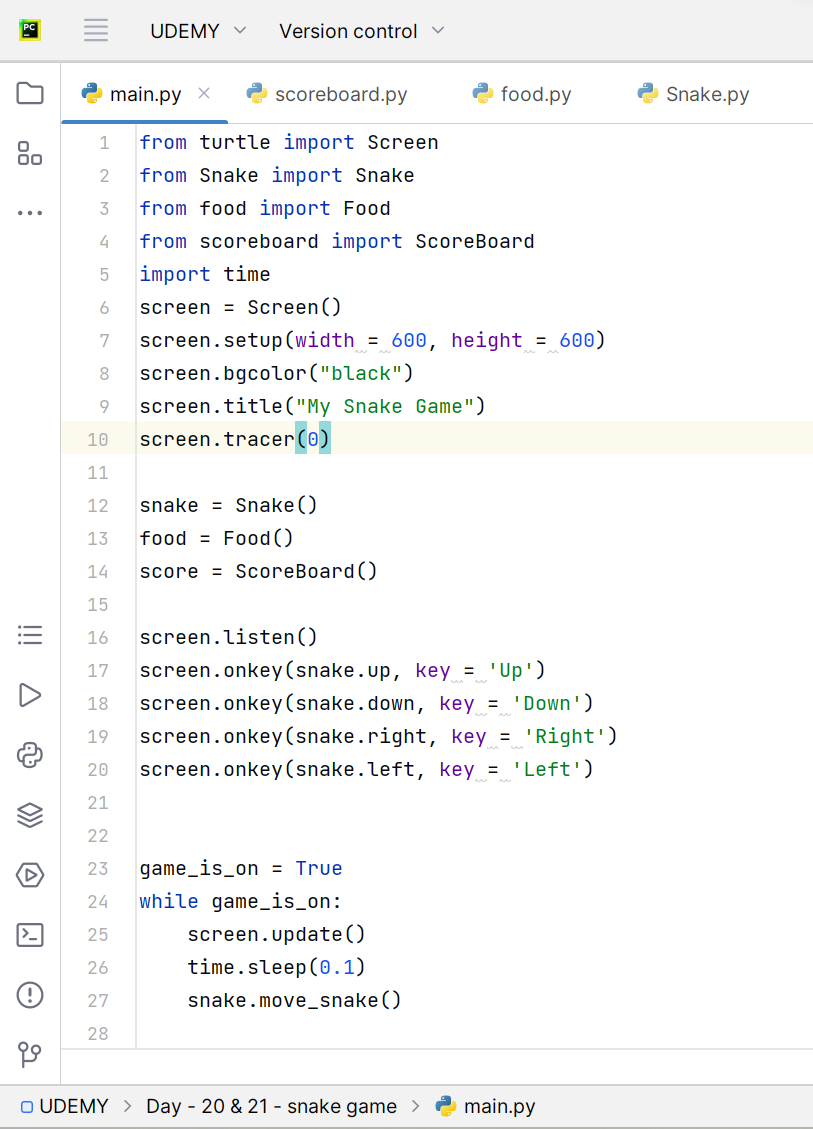 PC
UDEMY Version control
main.py scoreboard.py food.py Snake.py
1 from turtle import Screen
2 from Snake import Snake
3 from food import Food
4 from scoreboard import ScoreBoard
5 import time
6 screen = Screen()
7 screen.setup(width = 600, height = 600)
8 screen.bgcolor("black")
9 screen.title("My Snake Game")
10 screen.tracer(0)
11
12 snake = Snake()
13 food = Food()
14 score = ScoreBoard()
15
16 screen.listen()
17 screen.onkey(snake.up, key = 'Up')
18 screen.onkey(snake.down, key = 'Down')
19 screen.onkey(snake.right, key = 'Right')
20 screen.onkey(snake.left, key = 'Left')
21
22
23 game_is_on = True
24 while game_is_on:
25     screen.update()
26     time.sleep(0.1)
27     snake.move_snake()
28
UDEMY > Day - 20 & 21 - snake game > main.py